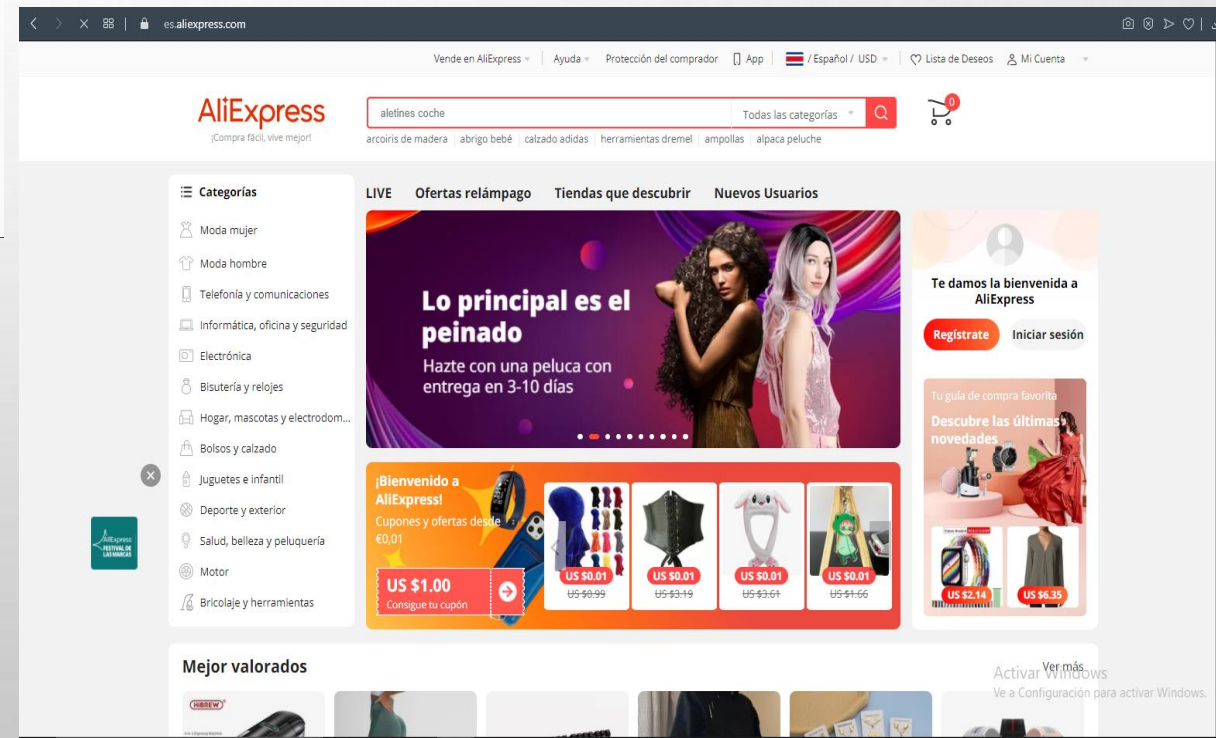 es.aliexpress.com
Vende en AliExpress
Ayuda
Protección del comprador
App
/ Español / USD
Lista de Deseos
Mi Cuenta
AliExpress
¡Compra fácil, vive mejor!
aletines coche
Todas las categorías
0
arcoiris de madera
abrigo bebé
calzado adidas
herramientas dremel
ampollas
alpaca peluche
Categorías
Moda mujer
Moda hombre
Telefonía y comunicaciones
Informática, oficina y seguridad
Electrónica
Bisutería y relojes
Hogar, mascotas y electrodom...
Bolsos y calzado
Juguetes e infantil
Deporte y exterior
Salud, belleza y peluquería
Motor
Bricolaje y herramientas
LIVE
Ofertas relámpago
Tiendas que descubrir
Nuevos Usuarios
Lo principal es el
peinado
Hazte con una peluca con
entrega en 3-10 días
Te damos la bienvenida a
AliExpress
Regístrate
Iniciar sesión
Tu guía de compra favorita
Descubre las últimas
novedades
US $2.14
US $6.35
¡Bienvenido a
AliExpress!
Cupones y ofertas desde
€0,01
US $1.00
Consigue tu cupón
US $0.01
US $0.99
US $0.01
US $3.19
US $0.01
US $3.61
US $0.01
US $1.66
AliExpress
FESTIVAL DE
LAS MARCAS
Mejor valorados
Ver más
HiBREW
Activar Windows
Ve a Configuración para activar Windows.